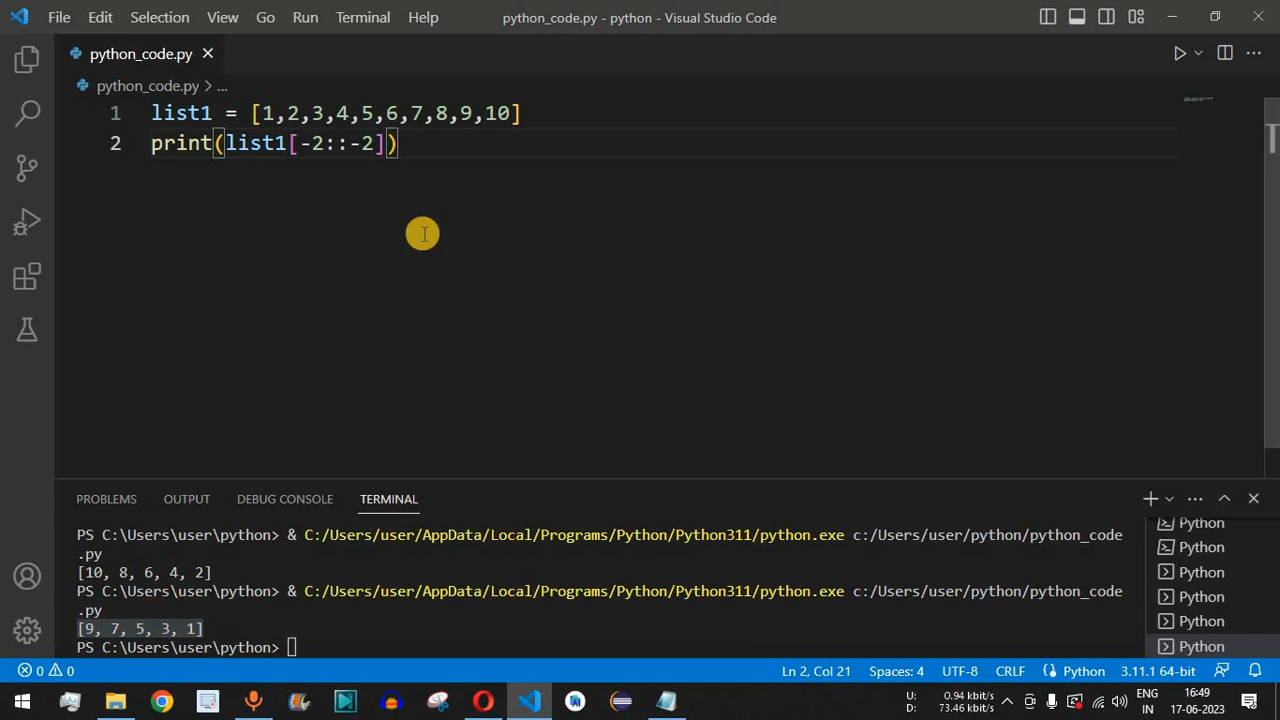 File Edit Selection View Go Run Terminal Help python_code.py - python - Visual Studio Code
python_code.py
python_code.py > ...
1 list1 = [1,2,3,4,5,6,7,8,9,10]
2 print(list1[-2::-2])
PROBLEMS OUTPUT DEBUG CONSOLE TERMINAL
PS C:\Users\user\python> & C:/Users/user/AppData/Local/Programs/Python/Python311/python.exe c:/Users/user/python/python_code
.py
[10, 8, 6, 4, 2]
PS C:\Users\user\python> & C:/Users/user/AppData/Local/Programs/Python/Python311/python.exe c:/Users/user/python/python_code
.py
[9, 7, 5, 3, 1]
PS C:\Users\user\python>
Python
Python
Python
Python
Python
Python
0 0 Ln 2, Col 21 Spaces: 4 UTF-8 CRLF Python 3.11.1 64-bit
U: 0.94 kbit/s
D: 73.46 kbit/s
ENG
IN
16:49
17-06-2023